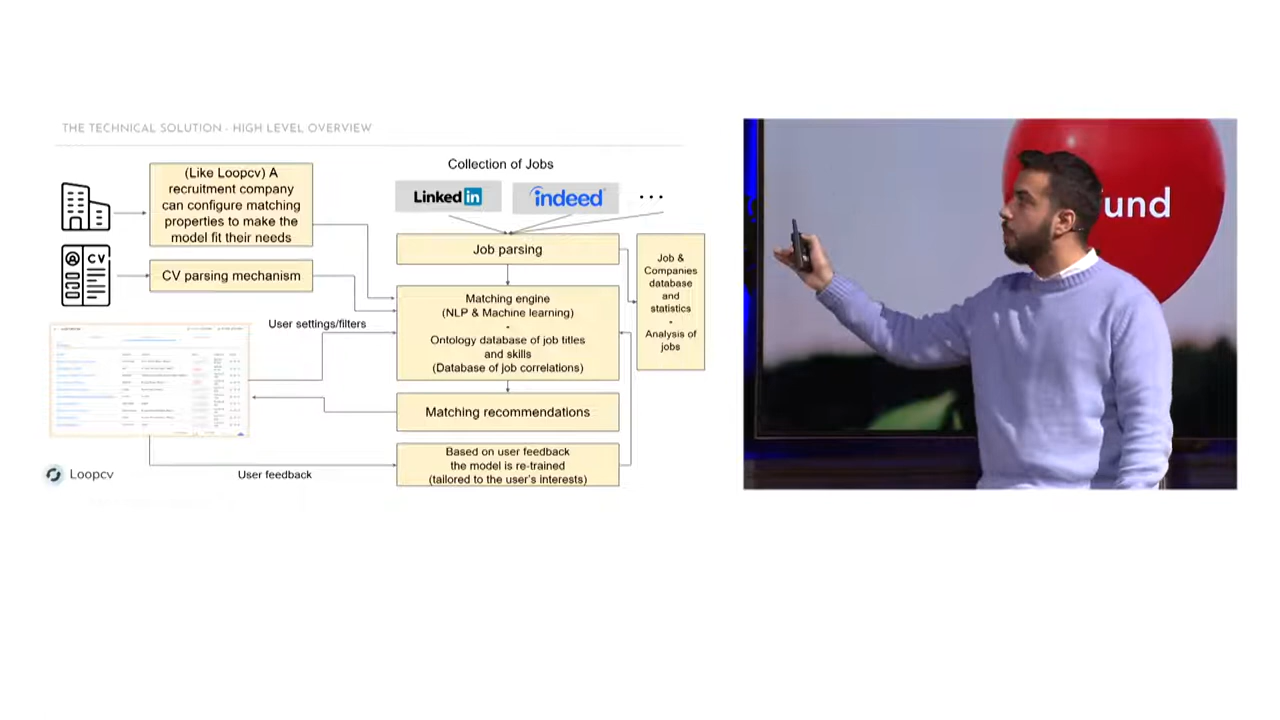 THE TECHNICAL SOLUTION - HIGH LEVEL OVERVIEW
(Like Loopcv) A
recruitment company
can configure matching
properties to make the
model fit their needs
CV
CV parsing mechanism
User settings/filters
Loopcv
User feedback
Collection of Jobs
Linked in
indeed
...
Job parsing
Matching engine
(NLP & Machine learning)
-
Ontology database of job titles
and skills
(Database of job correlations)
Matching recommendations
Based on user feedback
the model is re-trained
(tailored to the user's interests)
Job &
Companies
database
and
statistics
-
Analysis of
jobs
und